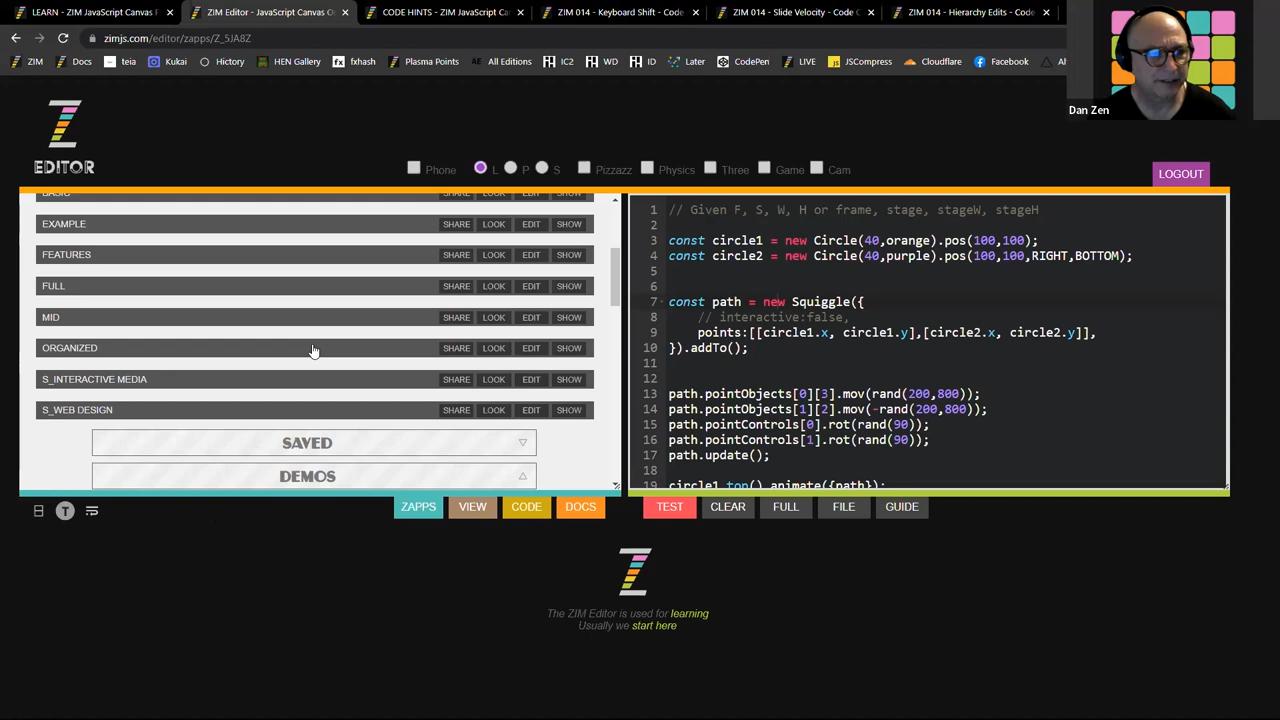 LEARN - ZIM JavaScript Canvas F
ZIM Editor - JavaScript Canvas O
CODE HINTS - ZIM JavaScript Ca
ZIM 014 - Keyboard Shift - Code
ZIM 014 - Slide Velocity - Code C
ZIM 014 - Hierarchy Edits - Code
zimjs.com/editor/zapps/Z_5JA8Z
ZIM
Docs
teia
Kukai
Hictory
HEN Gallery
fxhash
Plasma Points
AE All Editions
IC2
WD
ID
Later
CodePen
LIVE
JSCompress
Cloudflare
Facebook
Dan Zen
EDITOR
Phone L P S Pizzazz Physics Three Game Cam
LOGOUT
BASIC SHARE LOOK EDIT SHOW
EXAMPLE SHARE LOOK EDIT SHOW
FEATURES SHARE LOOK EDIT SHOW
FULL SHARE LOOK EDIT SHOW
MID SHARE LOOK EDIT SHOW
ORGANIZED SHARE LOOK EDIT SHOW
S_INTERACTIVE MEDIA SHARE LOOK EDIT SHOW
S_WEB DESIGN SHARE LOOK EDIT SHOW
SAVED
DEMOS
1 // Given F, S, W, H or frame, stage, stageW, stageH
2
3 const circle1 = new Circle(40,orange).pos(100,100);
4 const circle2 = new Circle(40,purple).pos(100,100,RIGHT,BOTTOM);
5
6
7 const path = new Squiggle({
8 // interactive:false,
9 points:[[circle1.x, circle1.y],[circle2.x, circle2.y]],
10 }).addTo();
11
12
13 path.pointObjects[0][3].mov(rand(200,800));
14 path.pointObjects[1][2].mov(-rand(200,800));
15 path.pointControls[0].rot(rand(90));
16 path.pointControls[1].rot(rand(90));
17 path.update();
18
19 circle1.top().animate({path});
T
ZAPPS VIEW CODE DOCS
TEST CLEAR FULL FILE GUIDE
The ZIM Editor is used for learning
Usually we start here